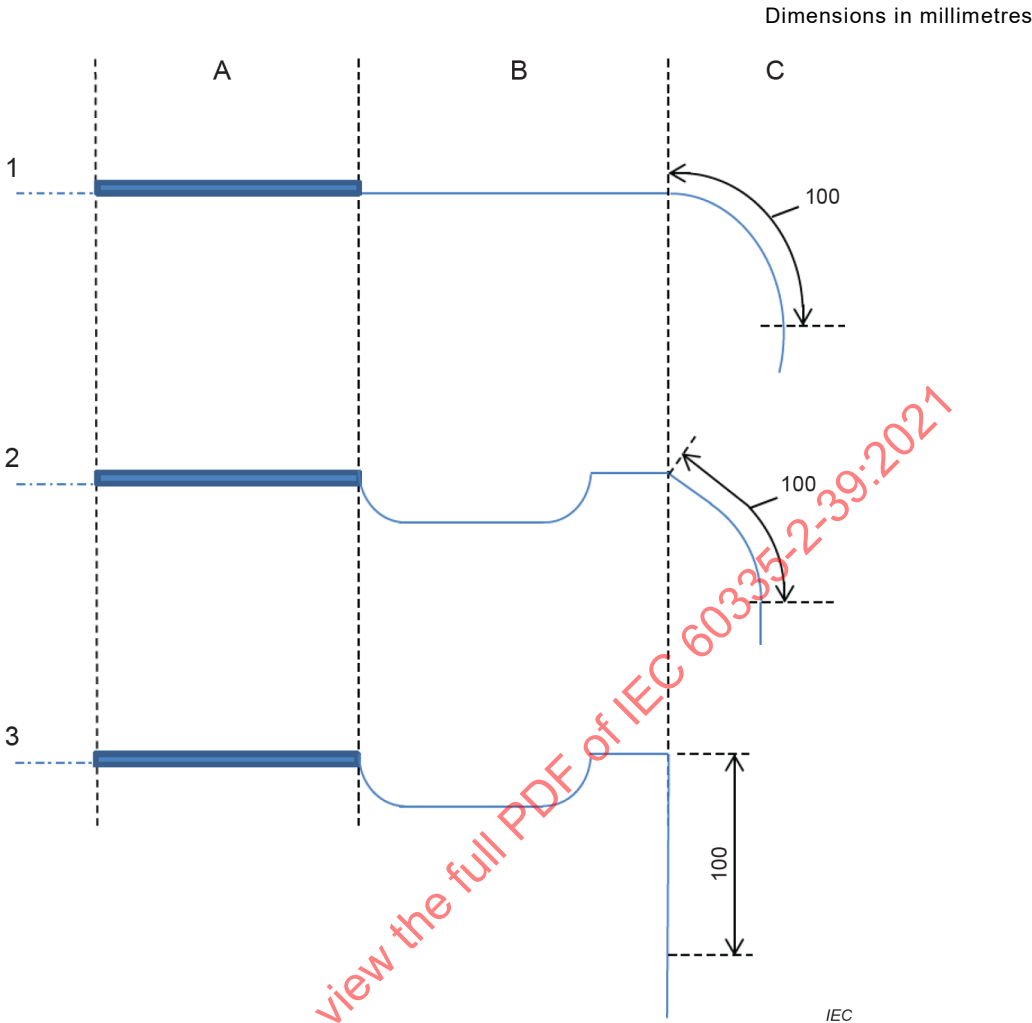 Dimensions in millimetres
A B C
1
100
2
100
3
100
view the full PDF of IEC 60335-2-39:2021
IEC